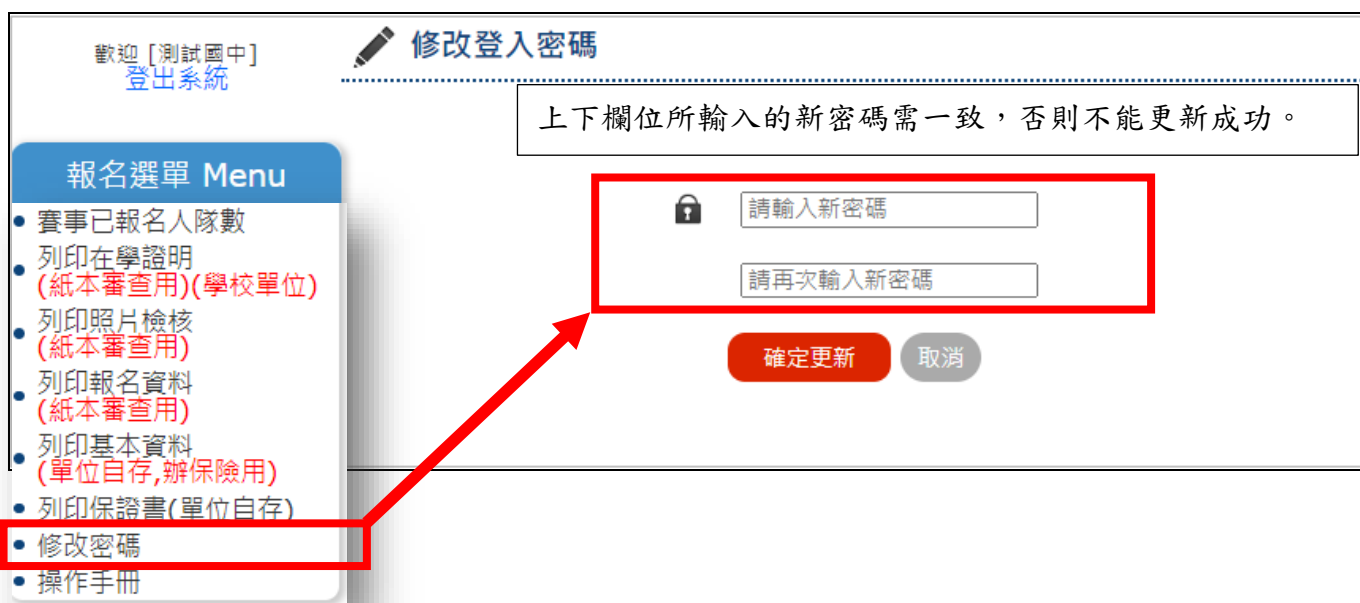 歡迎 [測試國中]
登出系統
修改登入密碼
上下欄位所輸入的新密碼需一致，否則不能更新成功。
報名選單 Menu
賽事已報名人隊數
列印在學證明
(紙本審查用)(學校單位)
列印照片檢核
(紙本審查用)
列印報名資料
(紙本審查用)
列印基本資料
(單位自存,辦保險用)
列印保證書(單位自存)
修改密碼
操作手冊
請輸入新密碼
請再次輸入新密碼
確定更新
取消